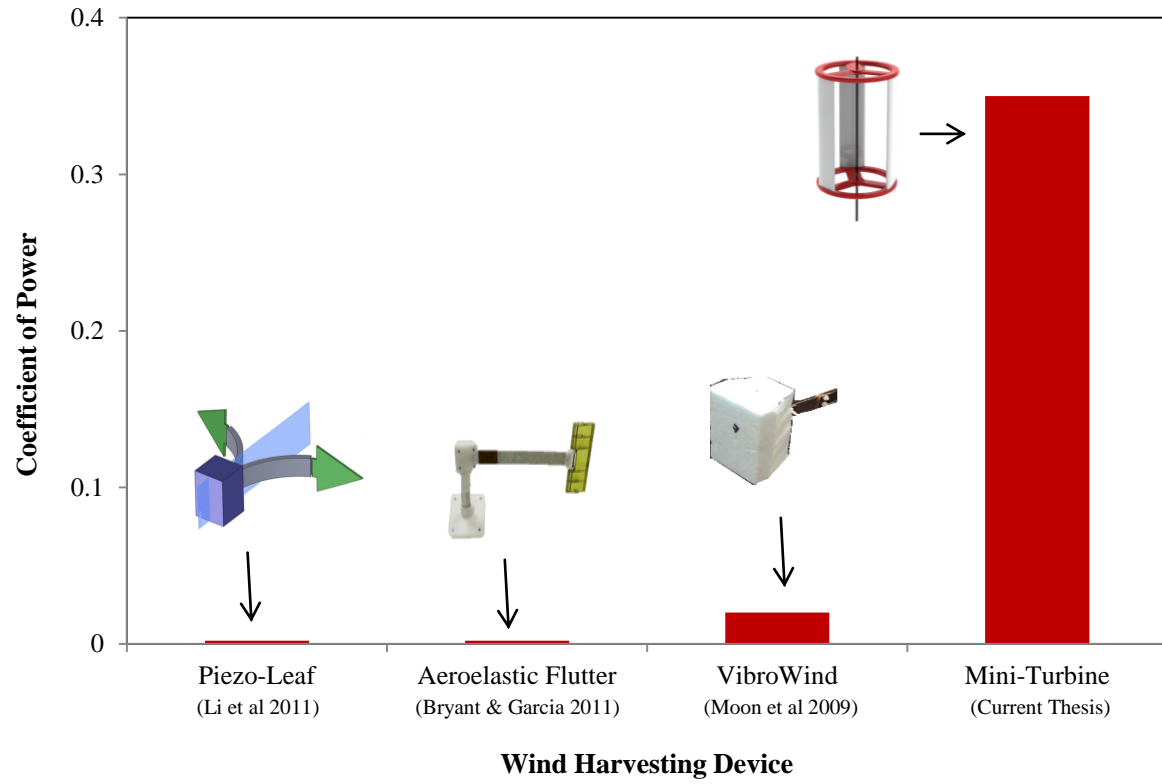 0.4
0.3
0.2
0.1
0
Coefficient of Power
Piezo-Leaf
(Li et al 2011)
Aeroelastic Flutter
(Bryant & Garcia 2011)
VibroWind
(Moon et al 2009)
Mini-Turbine
(Current Thesis)
Wind Harvesting Device